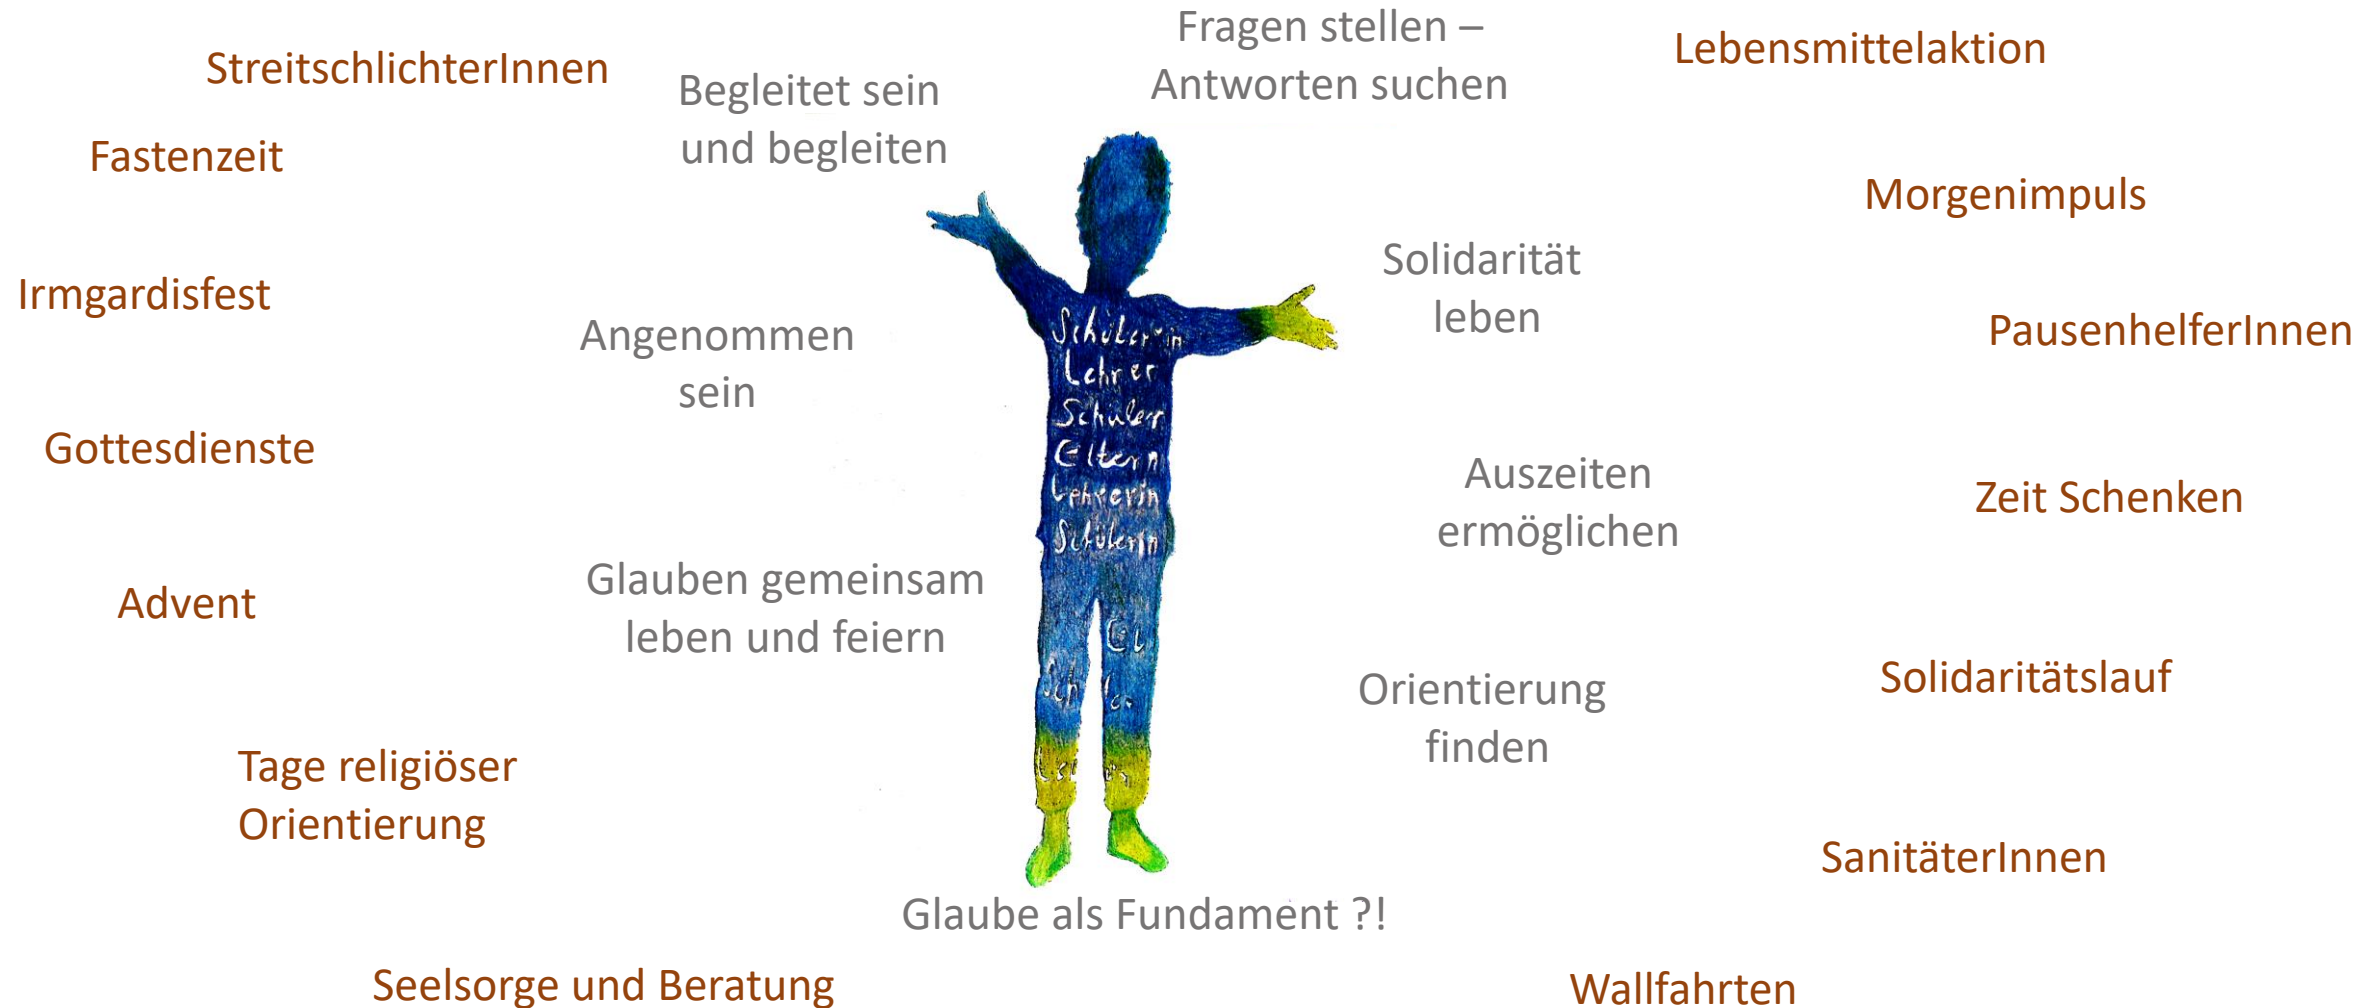 StreitschlichterInnen
Fastenzeit
Irmgardisfest
Gottesdienste
Advent
Tage religiöser
Orientierung
Seelsorge und Beratung
Begleitet sein
und begleiten
Angenommen
sein
Glauben gemeinsam
leben und feiern
Fragen stellen –
Antworten suchen
Schülerin
Lehrer
Schüler
Eltern
Lehrerin
Schülerin
Glaube als Fundament ?!
Solidarität
leben
Auszeiten
ermöglichen
Orientierung
finden
Lebensmittelaktion
Morgenimpuls
PausenhelferInnen
Zeit Schenken
Solidaritätslauf
SanitäterInnen
Wallfahrten